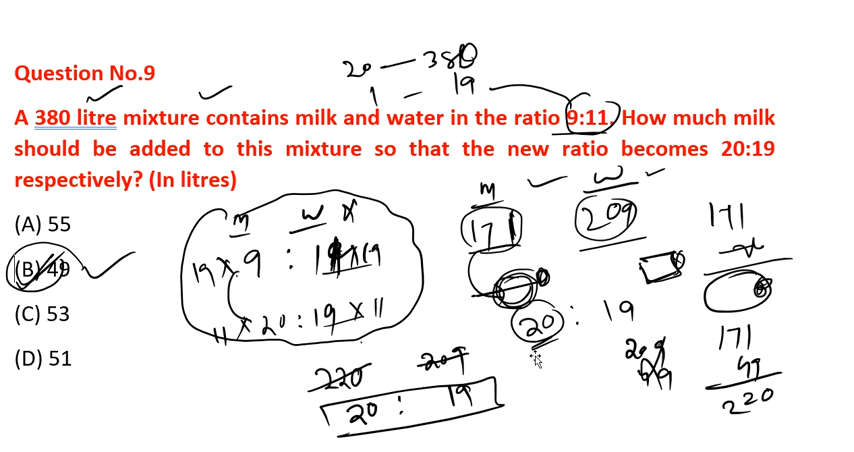 20 — 380
Question No.9
1 — 19
A 380 litre mixture contains milk and water in the ratio 9:11. How much milk
should be added to this mixture so that the new ratio becomes 20:19
respectively? (In litres)
M W
M W
(A) 55
171 209 171
19 × 9 : 11 × 19
(B) 49
(C) 53
11 × 20 : 19 × 11
20 : 19
209
171
49
220
(D) 51
220 209
20 : 19